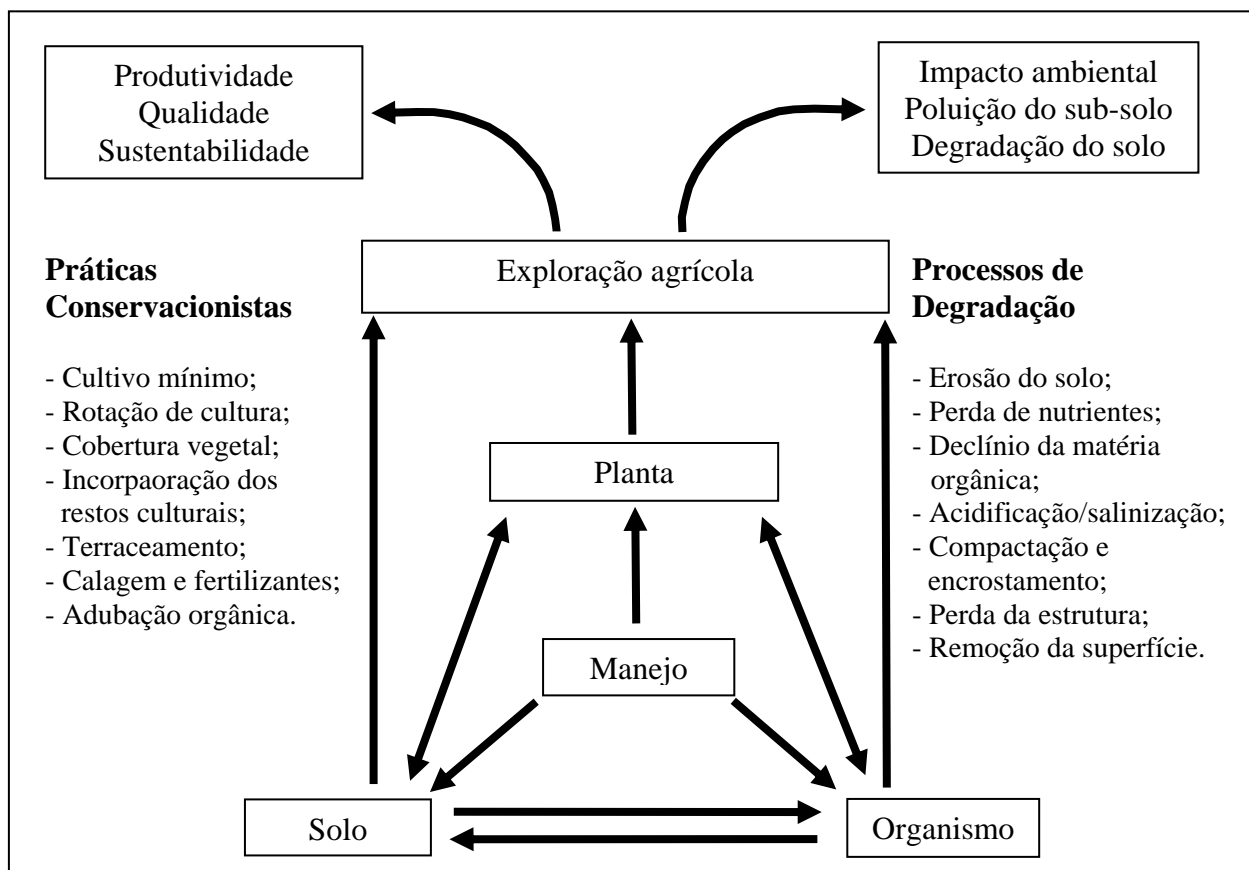 Produtividade
Qualidade
Sustentabilidade
Impacto ambiental
Poluição do sub-solo
Degradação do solo
Exploração agrícola
Práticas
Conservacionistas
- Cultivo mínimo;
- Rotação de cultura;
- Cobertura vegetal;
- Incorpaoração dos
restos culturais;
- Terraceamento;
- Calagem e fertilizantes;
- Adubação orgânica.
Processos de
Degradação
- Erosão do solo;
- Perda de nutrientes;
- Declínio da matéria
orgânica;
- Acidificação/salinização;
- Compactação e
encrostamento;
- Perda da estrutura;
- Remoção da superfície.
Planta
Manejo
Solo
Organismo